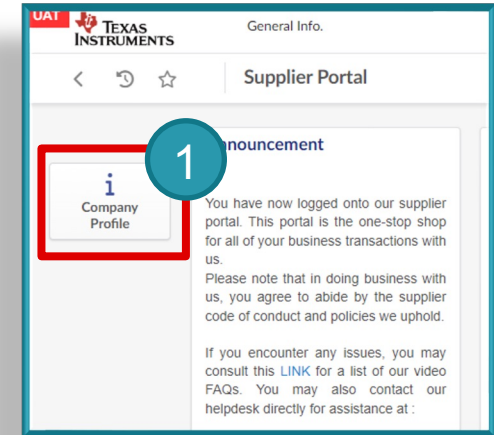 UAT
TEXAS
INSTRUMENTS
General Info.
Supplier Portal
1
nnouncement
i
Company
Profile
You have now logged onto our supplier
portal. This portal is the one-stop shop
for all of your business transactions with
us.
Please note that in doing business with
us, you agree to abide by the supplier
code of conduct and policies we uphold.
If you encounter any issues, you may
consult this LINK for a list of our video
FAQs. You may also contact our
helpdesk directly for assistance at :